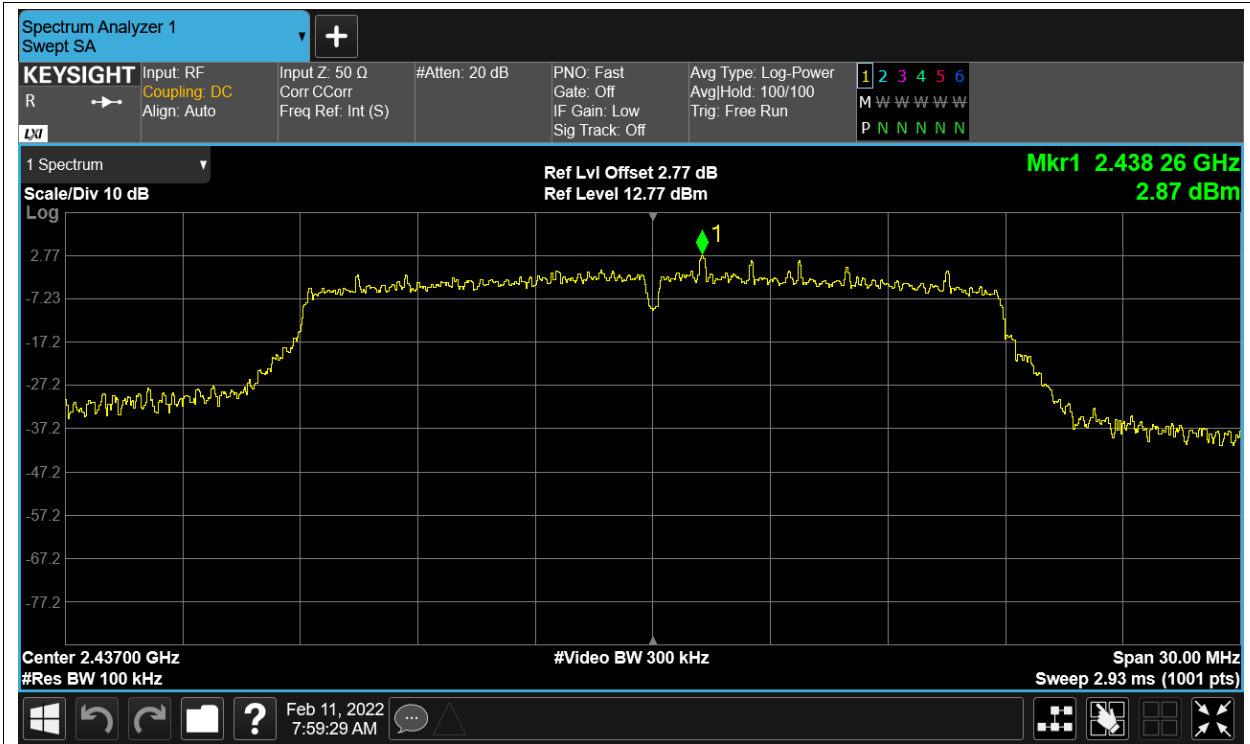 Spectrum Analyzer 1
Swept SA
KEYSIGHT
R
LXI
Input: RF
Coupling: DC
Align: Auto
Input Z: 50 Ω
Corr CCorr
Freq Ref: Int (S)
#Atten: 20 dB
PNO: Fast
Gate: Off
IF Gain: Low
Sig Track: Off
Avg Type: Log-Power
Avg|Hold: 100/100
Trig: Free Run
1 2 3 4 5 6
M W W W W W W
P N N N N N
1 Spectrum
Scale/Div 10 dB
Log
Ref Lvl Offset 2.77 dB
Ref Level 12.77 dBm
Mkr1 2.438 26 GHz
2.87 dBm
1
2.77
-7.23
-17.2
-27.2
-37.2
-47.2
-57.2
-67.2
-77.2
Center 2.43700 GHz
#Res BW 100 kHz
#Video BW 300 kHz
Span 30.00 MHz
Sweep 2.93 ms (1001 pts)
?
Feb 11, 2022
7:59:29 AM